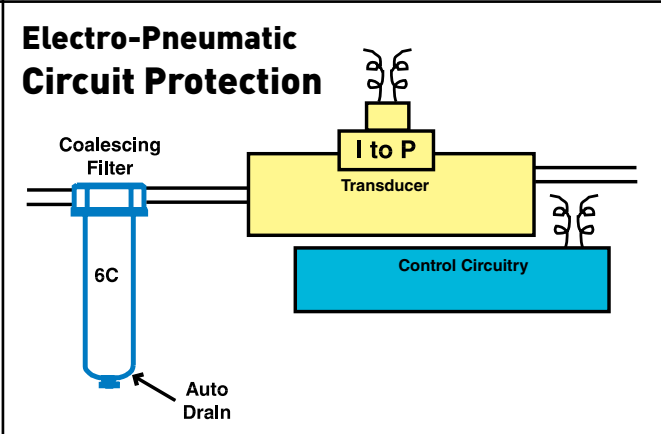 Electro-Pneumatic
Circuit Protection
Coalescing
Filter
I to P
Transducer
6C
Control Circuitry
Auto
DraIn